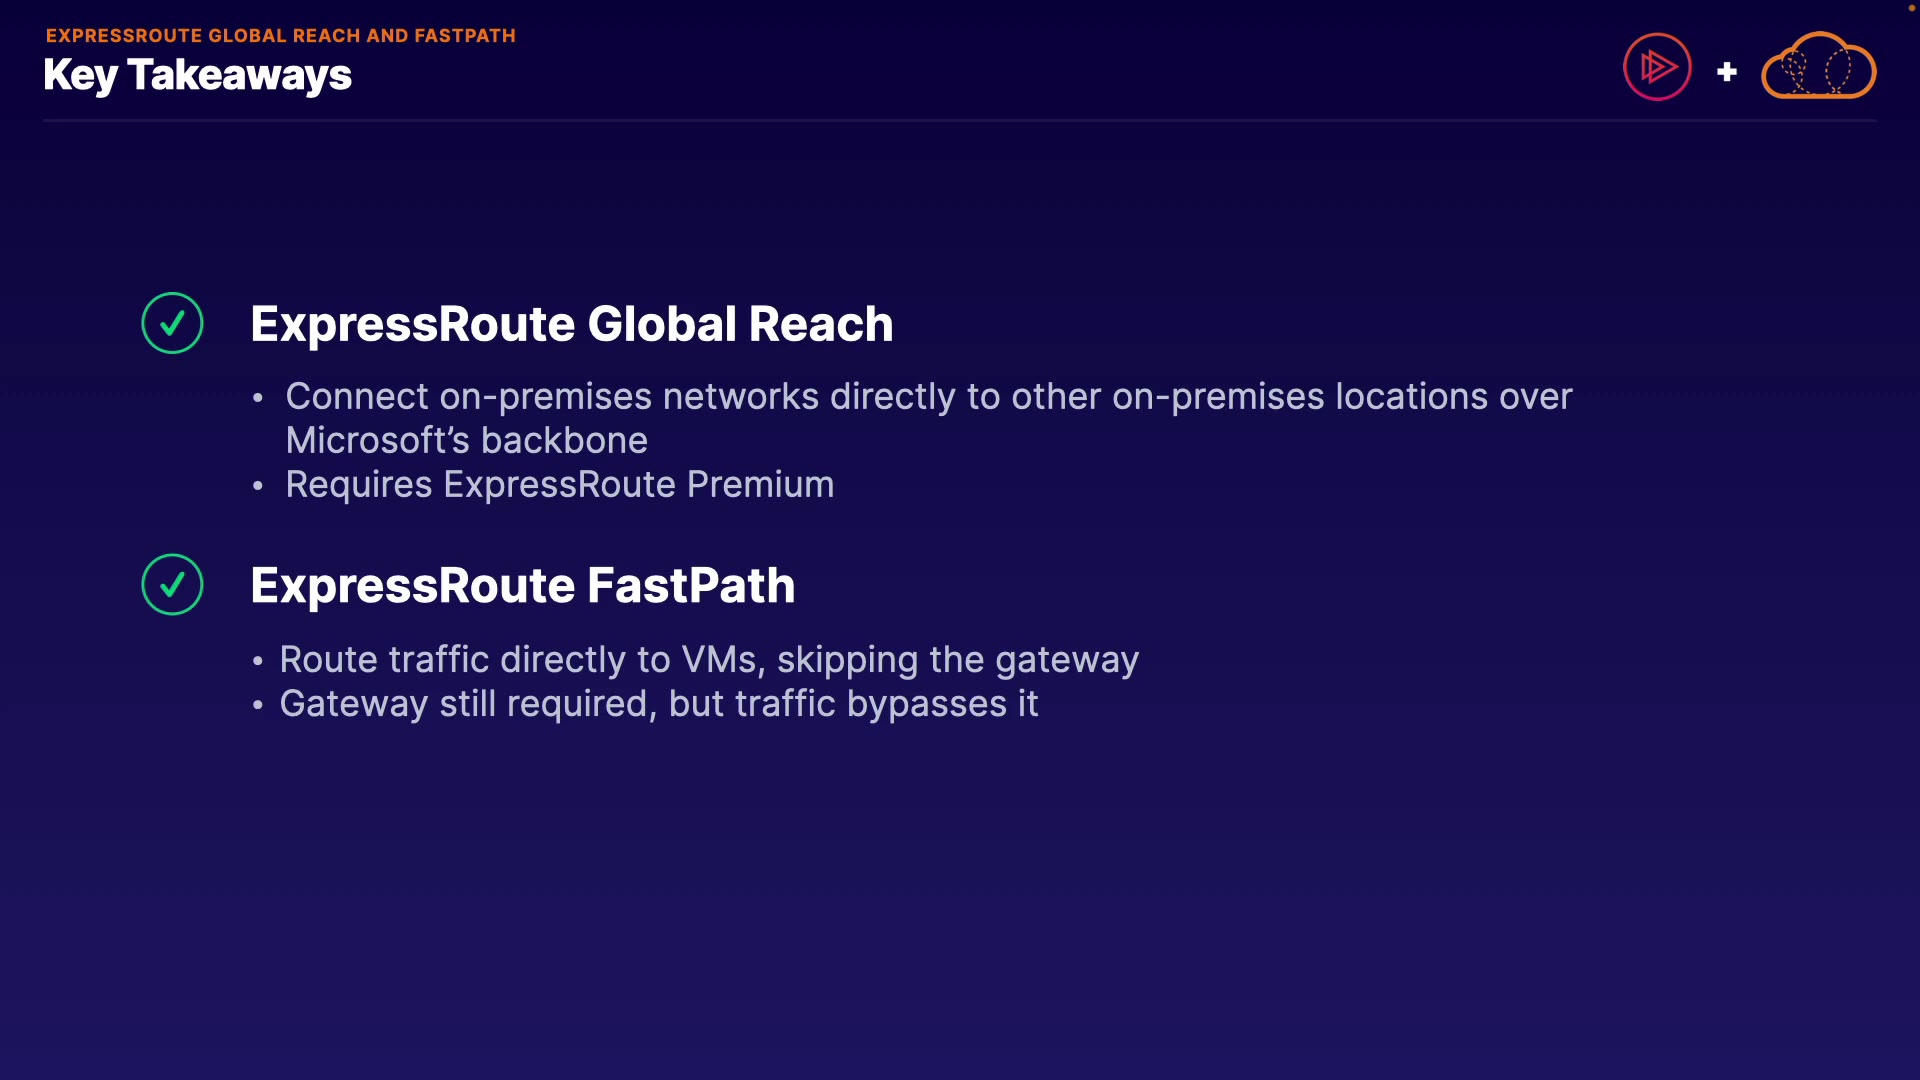 EXPRESSROUTE GLOBAL REACH AND FASTPATH
Key Takeaways
+
ExpressRoute Global Reach
• Connect on-premises networks directly to other on-premises locations over
Microsoft’s backbone
• Requires ExpressRoute Premium
ExpressRoute FastPath
• Route traffic directly to VMs, skipping the gateway
• Gateway still required, but traffic bypasses it